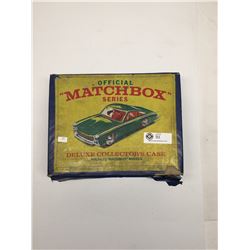 OFFICIAL
"MATCHBOX"
SERIES
DELUXE COLLECTOR'S CASE